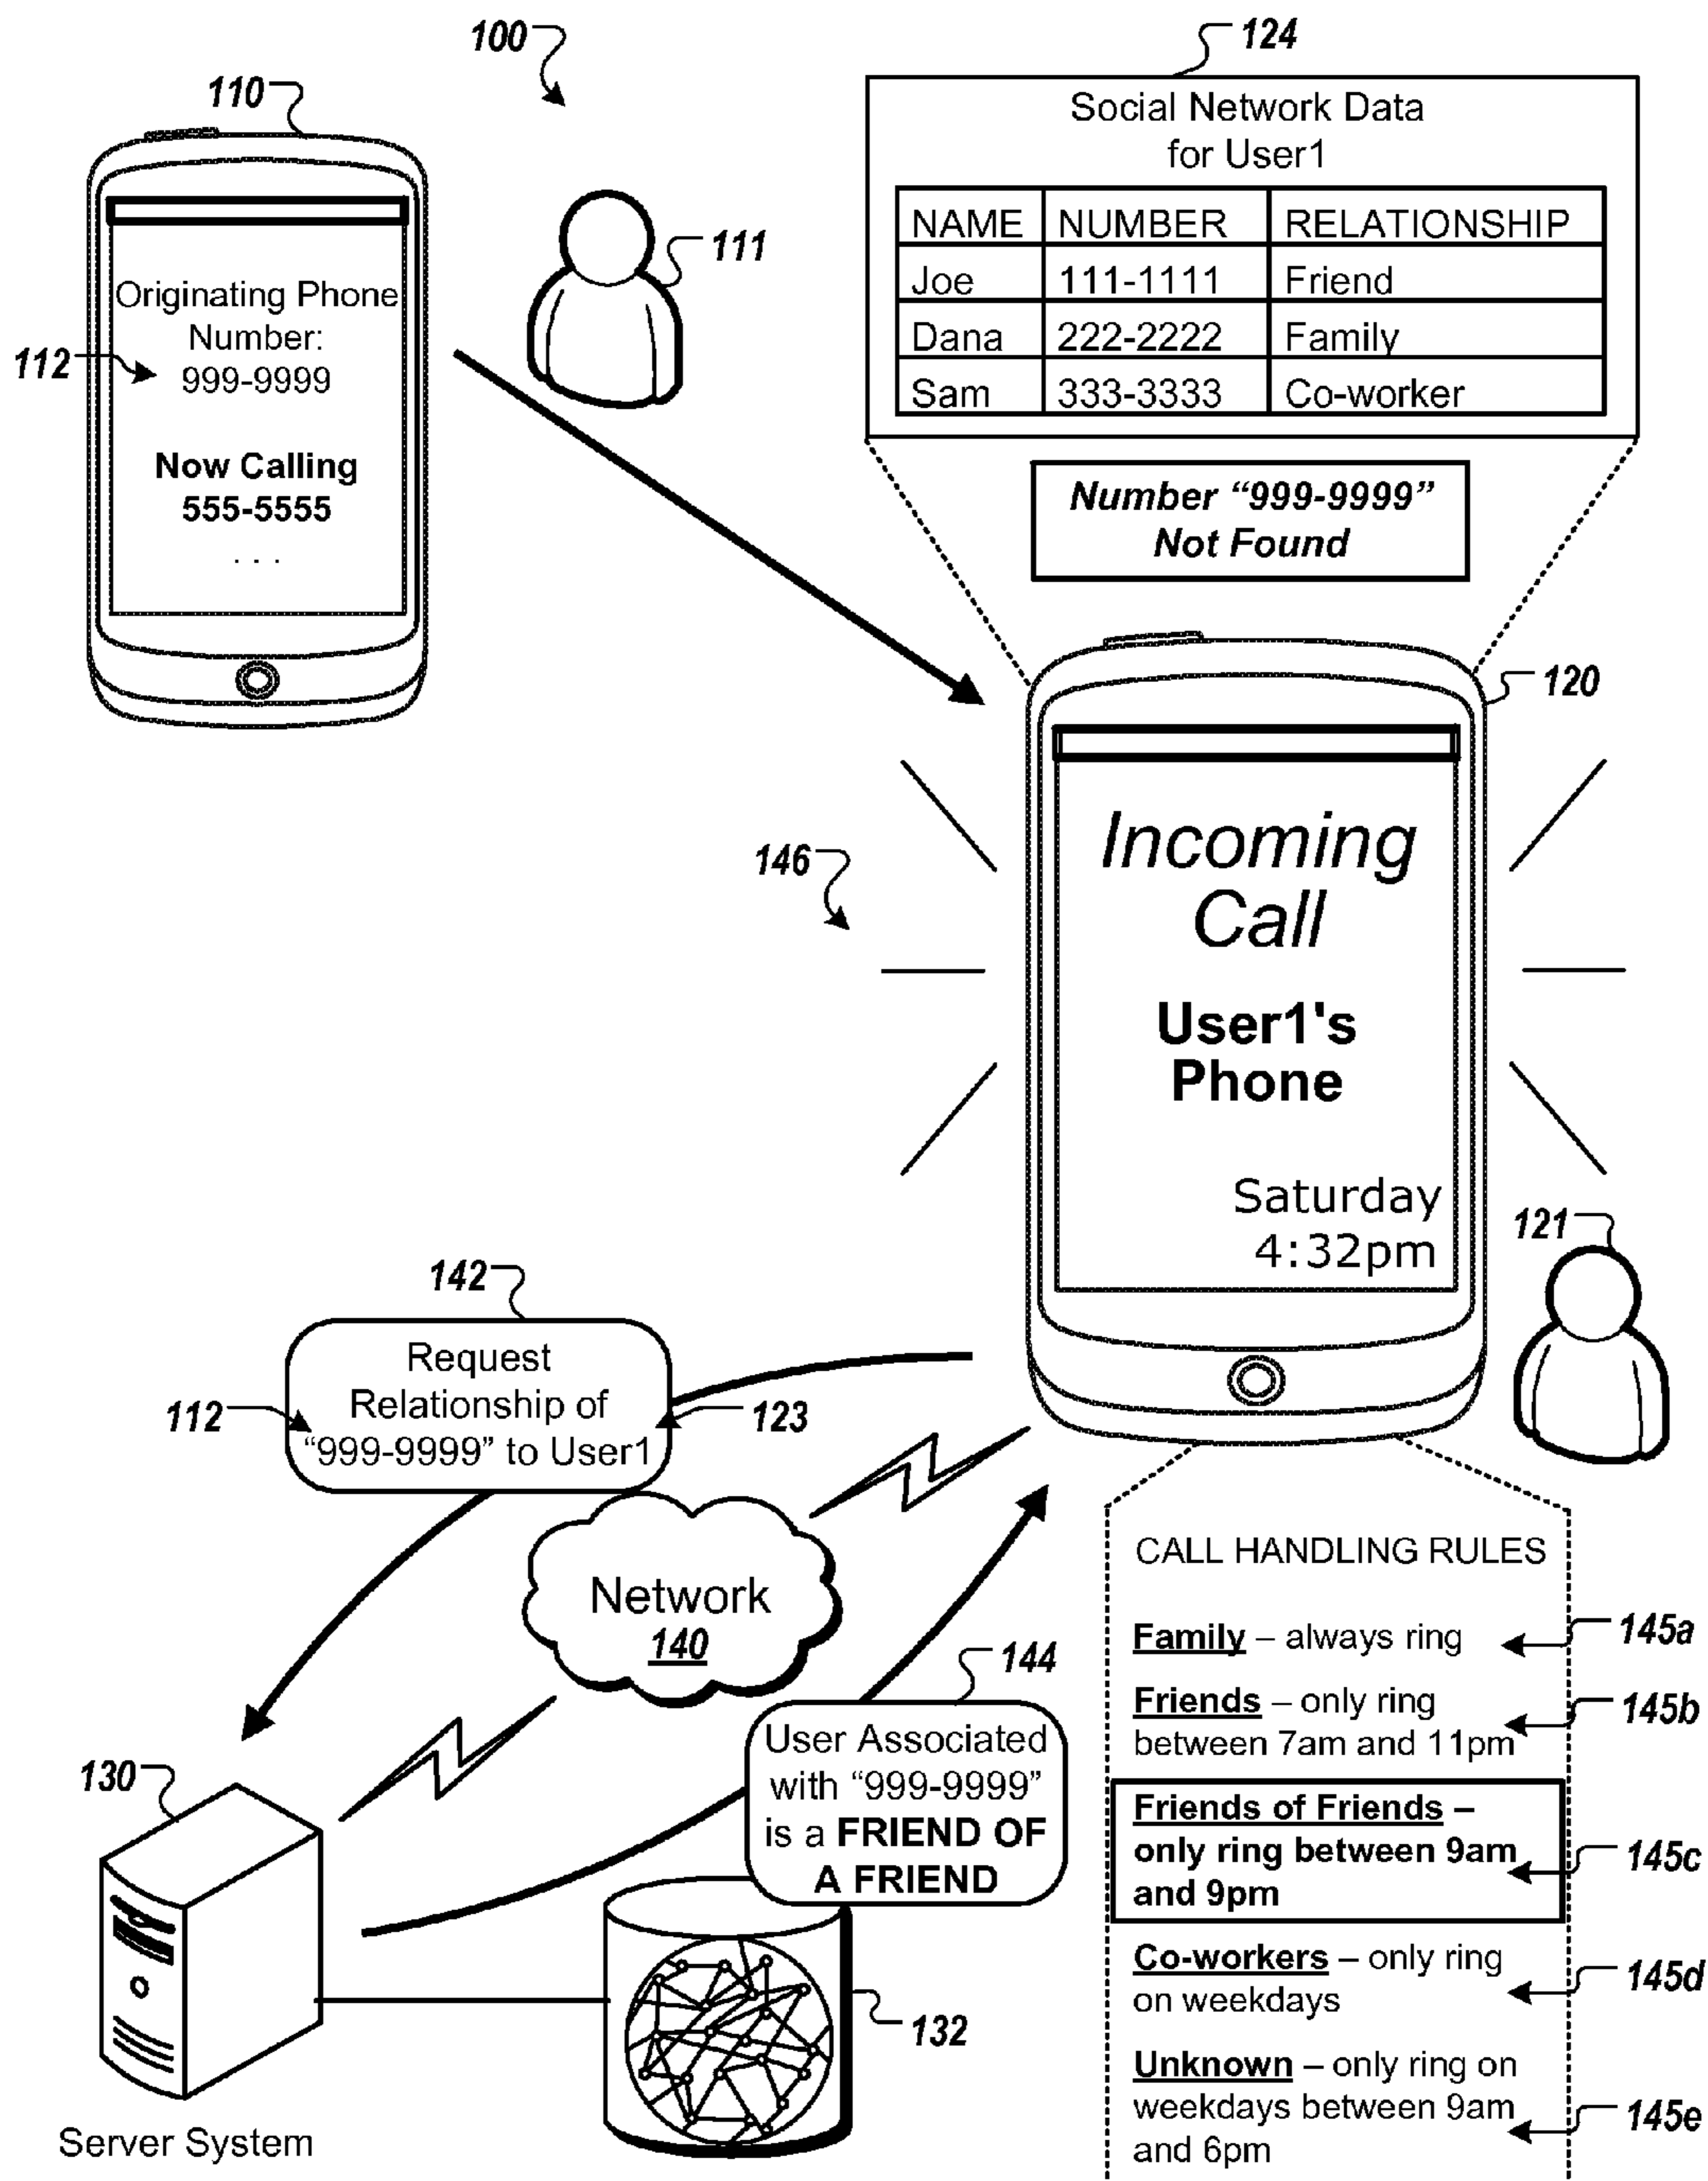 100
110
Originating Phone
Number:
112
999-9999
Now Calling
555-5555
. . .
111
124
Social Network Data
for User1
NAME NUMBER RELATIONSHIP
Joe 111-1111 Friend
Dana 222-2222 Family
Sam 333-3333 Co-worker
Number “999-9999”
Not Found
120
146
Incoming
Call
User1's
Phone
Saturday
4:32pm
121
142
Request
Relationship of
“999-9999” to User1
112
123
Network
140
144
User Associated
with “999-9999”
is a FRIEND OF
A FRIEND
130
Server System
132
CALL HANDLING RULES
Family – always ring
145a
Friends – only ring
between 7am and 11pm
145b
Friends of Friends –
only ring between 9am
and 9pm
145c
Co-workers – only ring
on weekdays
145d
Unknown – only ring on
weekdays between 9am
and 6pm
145e